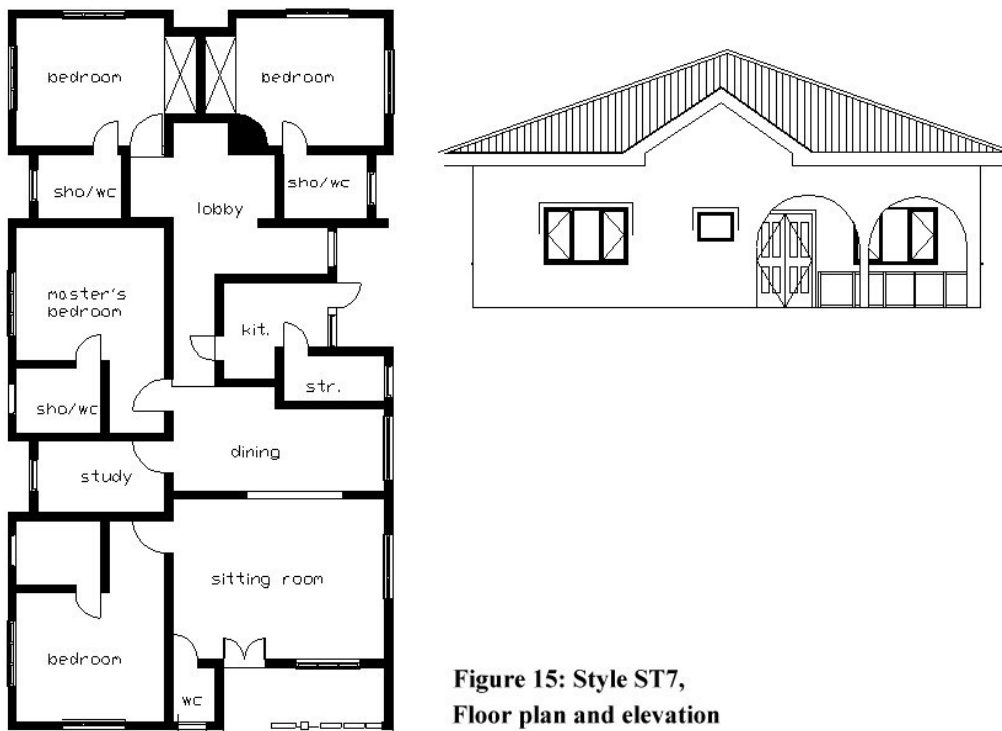 bedroom
bedroom
sho/wc
sho/wc
lobby
master's
bedroom
kit.
str.
sho/wc
dining
study
sitting room
bedroom
wc
Figure 15: Style ST7,
Floor plan and elevation